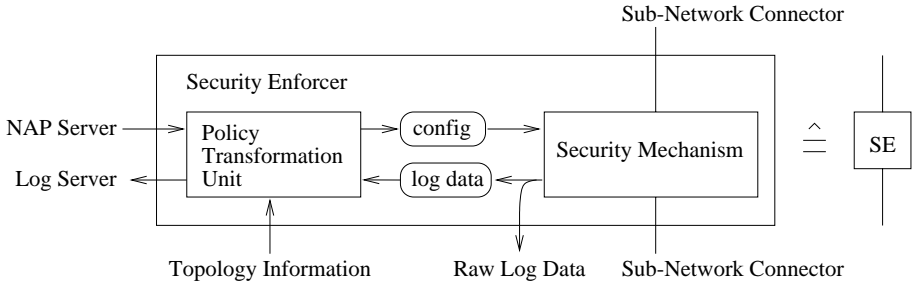 Sub-Network Connector
Security Enforcer
NAP Server
Log Server
Policy
Transformation
Unit
config
log data
Security Mechanism
≙
SE
Topology Information
Raw Log Data
Sub-Network Connector